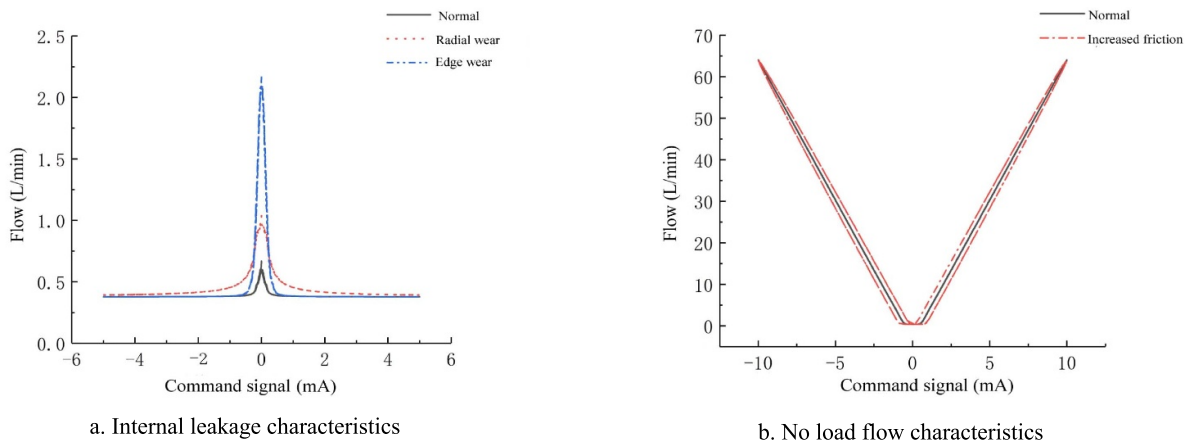 Normal
Radial wear
Edge wear
2.5
2.0
1.5
1.0
0.5
0.0
Flow (L/min)
−6 −4 −2 0 2 4 6
Command signal (mA)
a. Internal leakage characteristics
Normal
Increased friction
70
60
50
40
30
20
10
0
Flow (L/min)
−10 −5 0 5 10
Command signal (mA)
b. No load flow characteristics